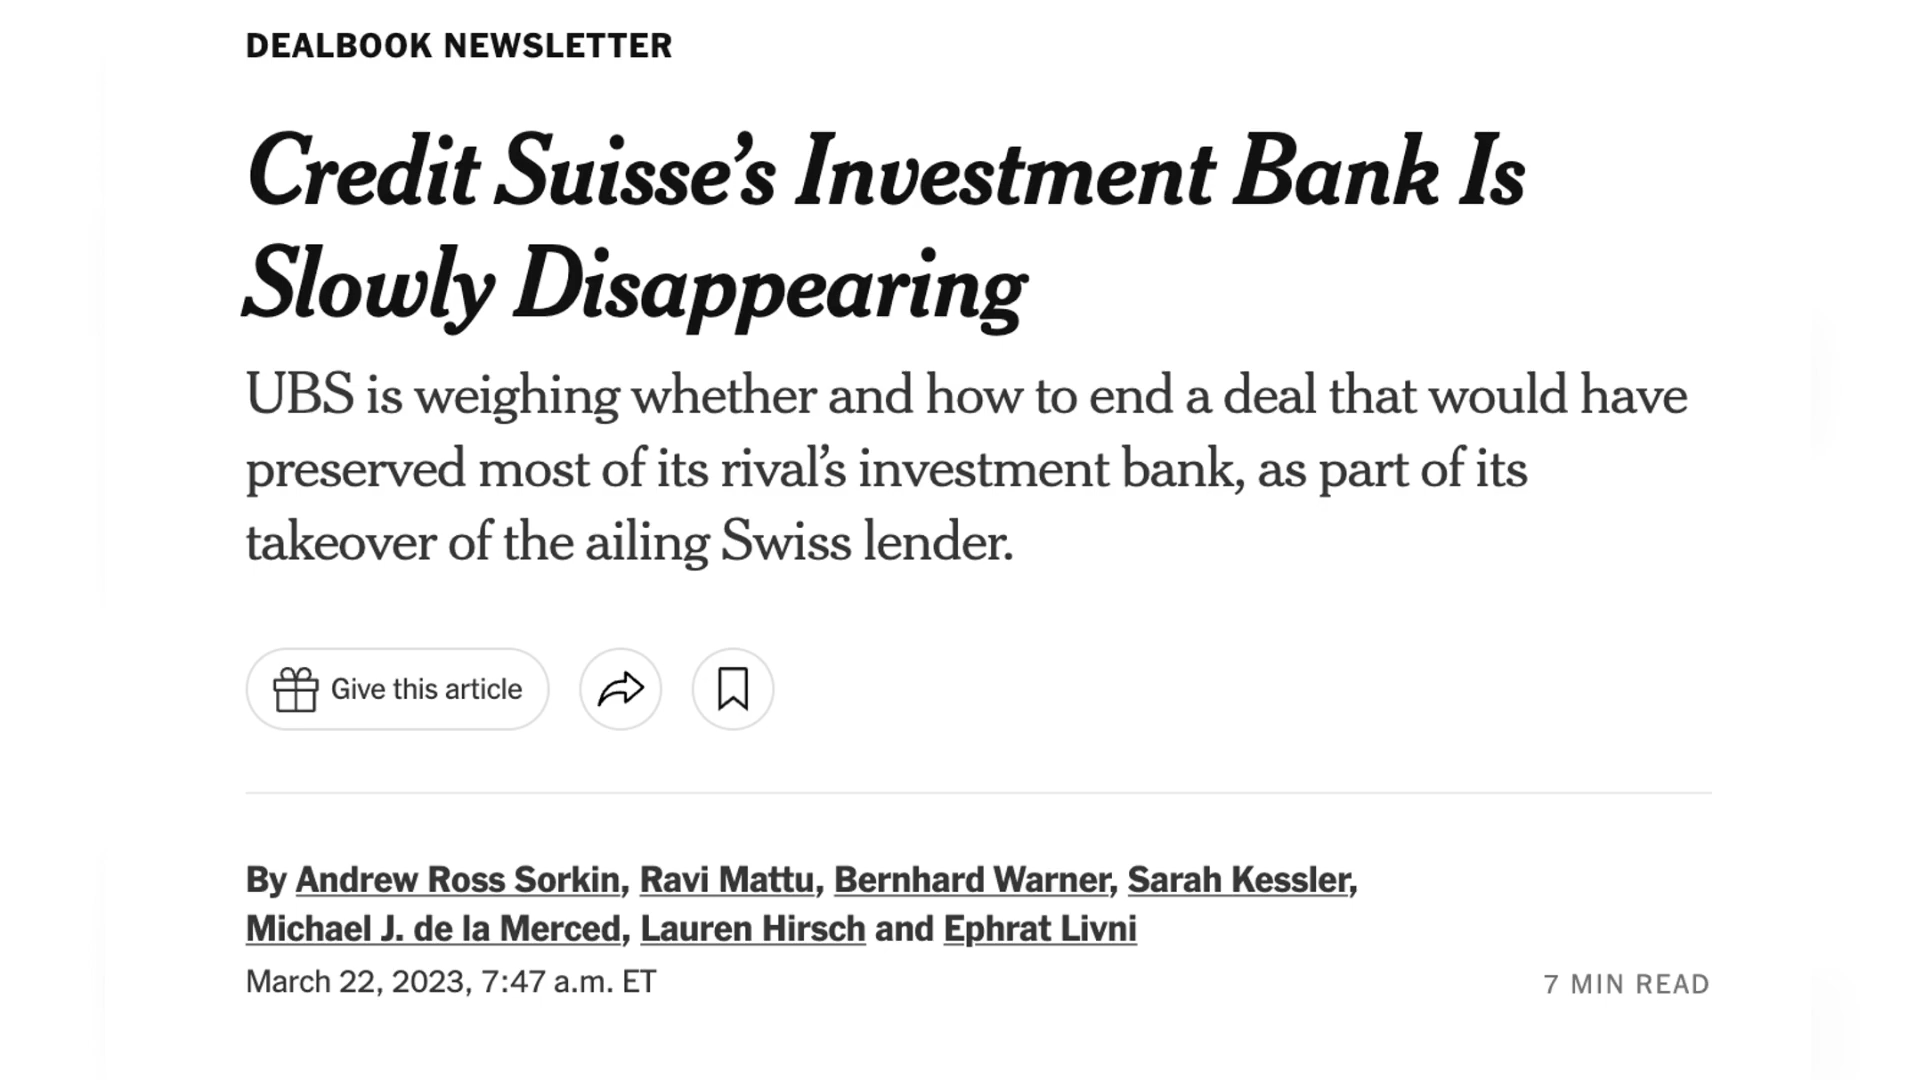 DEALBOOK NEWSLETTER
Credit Suisse’s Investment Bank Is
Slowly Disappearing
UBS is weighing whether and how to end a deal that would have
preserved most of its rival’s investment bank, as part of its
takeover of the ailing Swiss lender.
Give this article
By Andrew Ross Sorkin, Ravi Mattu, Bernhard Warner, Sarah Kessler,
Michael J. de la Merced, Lauren Hirsch and Ephrat Livni
March 22, 2023, 7:47 a.m. ET
7 MIN READ